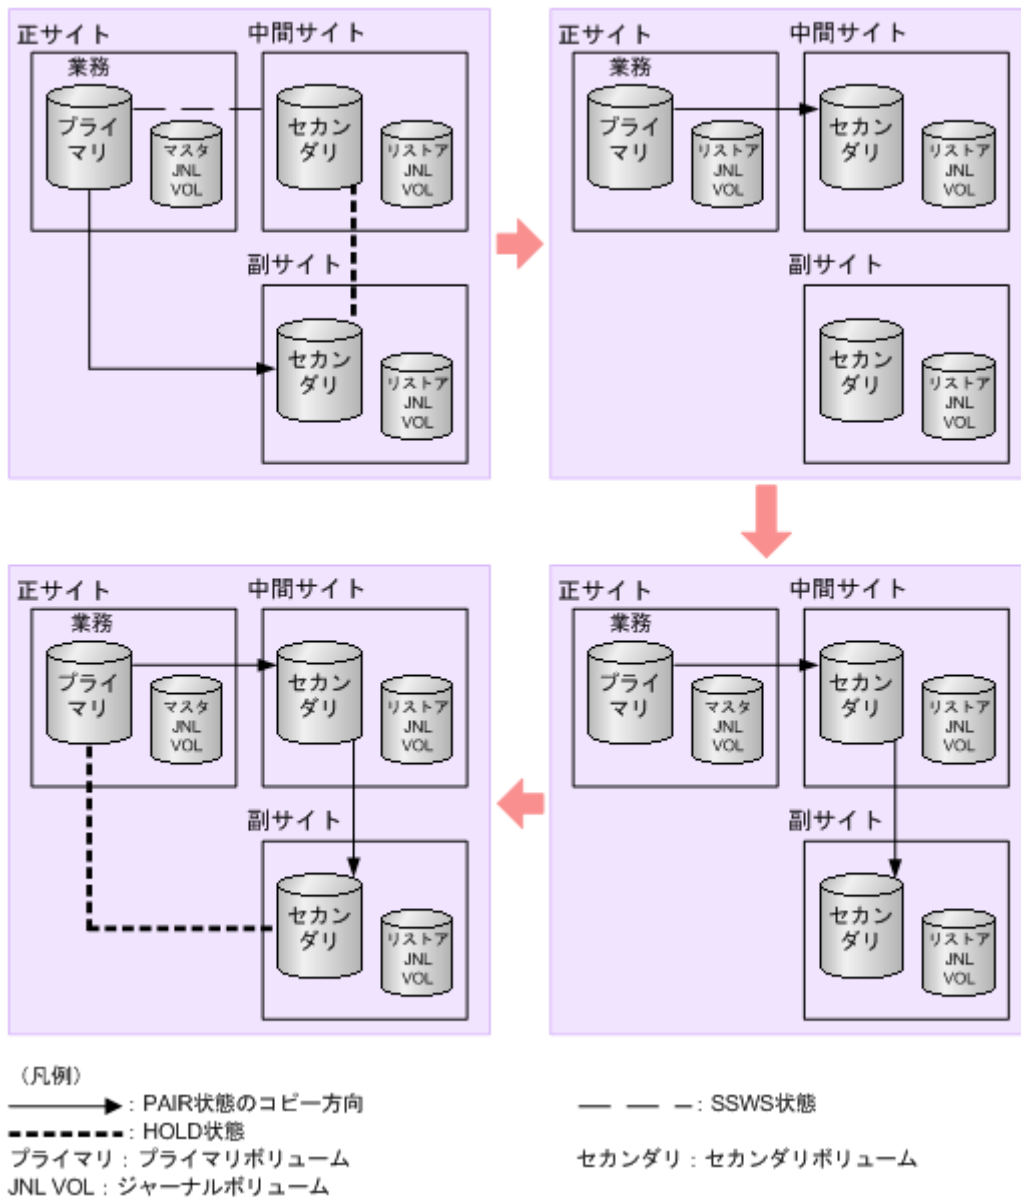 正サイト
中間サイト
業務
プライ
マリ
マスタ
JNL
VOL
セカン
ダリ
リストア
JNL
VOL
副サイト
セカン
ダリ
リストア
JNL
VOL
正サイト
中間サイト
業務
プライ
マリ
リストア
JNL
VOL
セカン
ダリ
リストア
JNL
VOL
副サイト
セカン
ダリ
リストア
JNL
VOL
正サイト
中間サイト
業務
プライ
マリ
マスタ
JNL
VOL
セカン
ダリ
リストア
JNL
VOL
副サイト
セカン
ダリ
リストア
JNL
VOL
正サイト
中間サイト
業務
プライ
マリ
マスタ
JNL
VOL
セカン
ダリ
リストア
JNL
VOL
副サイト
セカン
ダリ
リストア
JNL
VOL
（凡例）
：PAIR状態のコピー方向
：SSWS状態
：HOLD状態
プライマリ：プライマリボリューム
セカンダリ：セカンダリボリューム
JNL VOL：ジャーナルボリューム